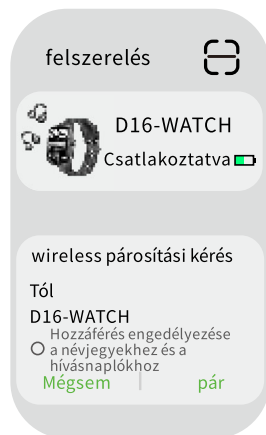 felszerelés
D16-WATCH
Csatlakoztatva
wireless párosítási kérés
Tól
D16-WATCH
Hozzáférés engedélyezése
a névjegyekhez és a
hívásnaplókhoz
Mégsem
pár